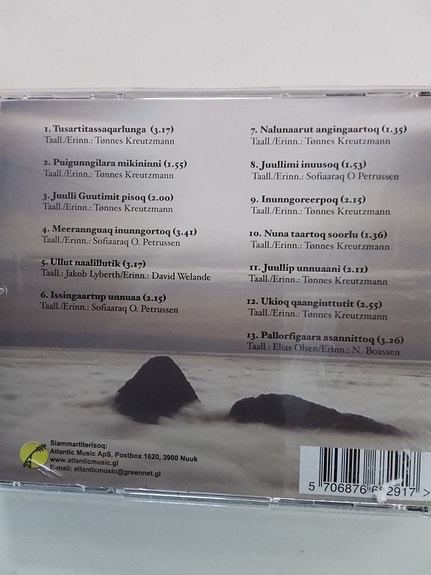 1. Tusartitassaqarlunga (3.17)
Taall./Erinn.: Tønnes Kreutzmann
2. Puigunngilara mikininni (1.55)
Taall./Erinn.: Tønnes Kreutzmann
3. Juulli Guutimit pisoq (2.00)
Taall./Erinn.: Tønnes Kreutzmann
4. Meerannguaq inunngortoq (3.41)
Taall./Erinn.: Sofiaaraq O. Petrussen
5. Ullut naalillutik (3.17)
Taall.: Jakob Lyberth/Erinn.: David Welande
6. Issingaartup unnuaa (2.15)
Taall./Erinn.: Sofiaaraq O. Petrussen
7. Nalunaarut angingaartoq (1.35)
Taall./Erinn.: Tønnes Kreutzmann
8. Juullimi inuusoq (1.53)
Taall./Erinn.: Sofiaaraq O Petrussen
9. Inunngoreerpoq (2.15)
Taall./Erinn.: Tønnes Kreutzmann
10. Nuna taartoq soorlu (1.36)
Taall./Erinn.: Tønnes Kreutzmann
11. Juullip unnuaani (2.11)
Taall./Erinn.: Tønnes Kreutzmann
12. Ukioq qaangiuttutit (2.55)
Taall./Erinn.: Tønnes Kreutzmann
13. Pallorfigaara asannittoq (3.26)
Taall.: Elias Olsen/Erinn.: N. Boassen
Siammartiterisoq:
Atlantic Music ApS, Postbox 1620, 3900 Nuuk
www.atlanticmusic.gl
E-mail: atlanticmusic@greennet.gl
5 706876 >